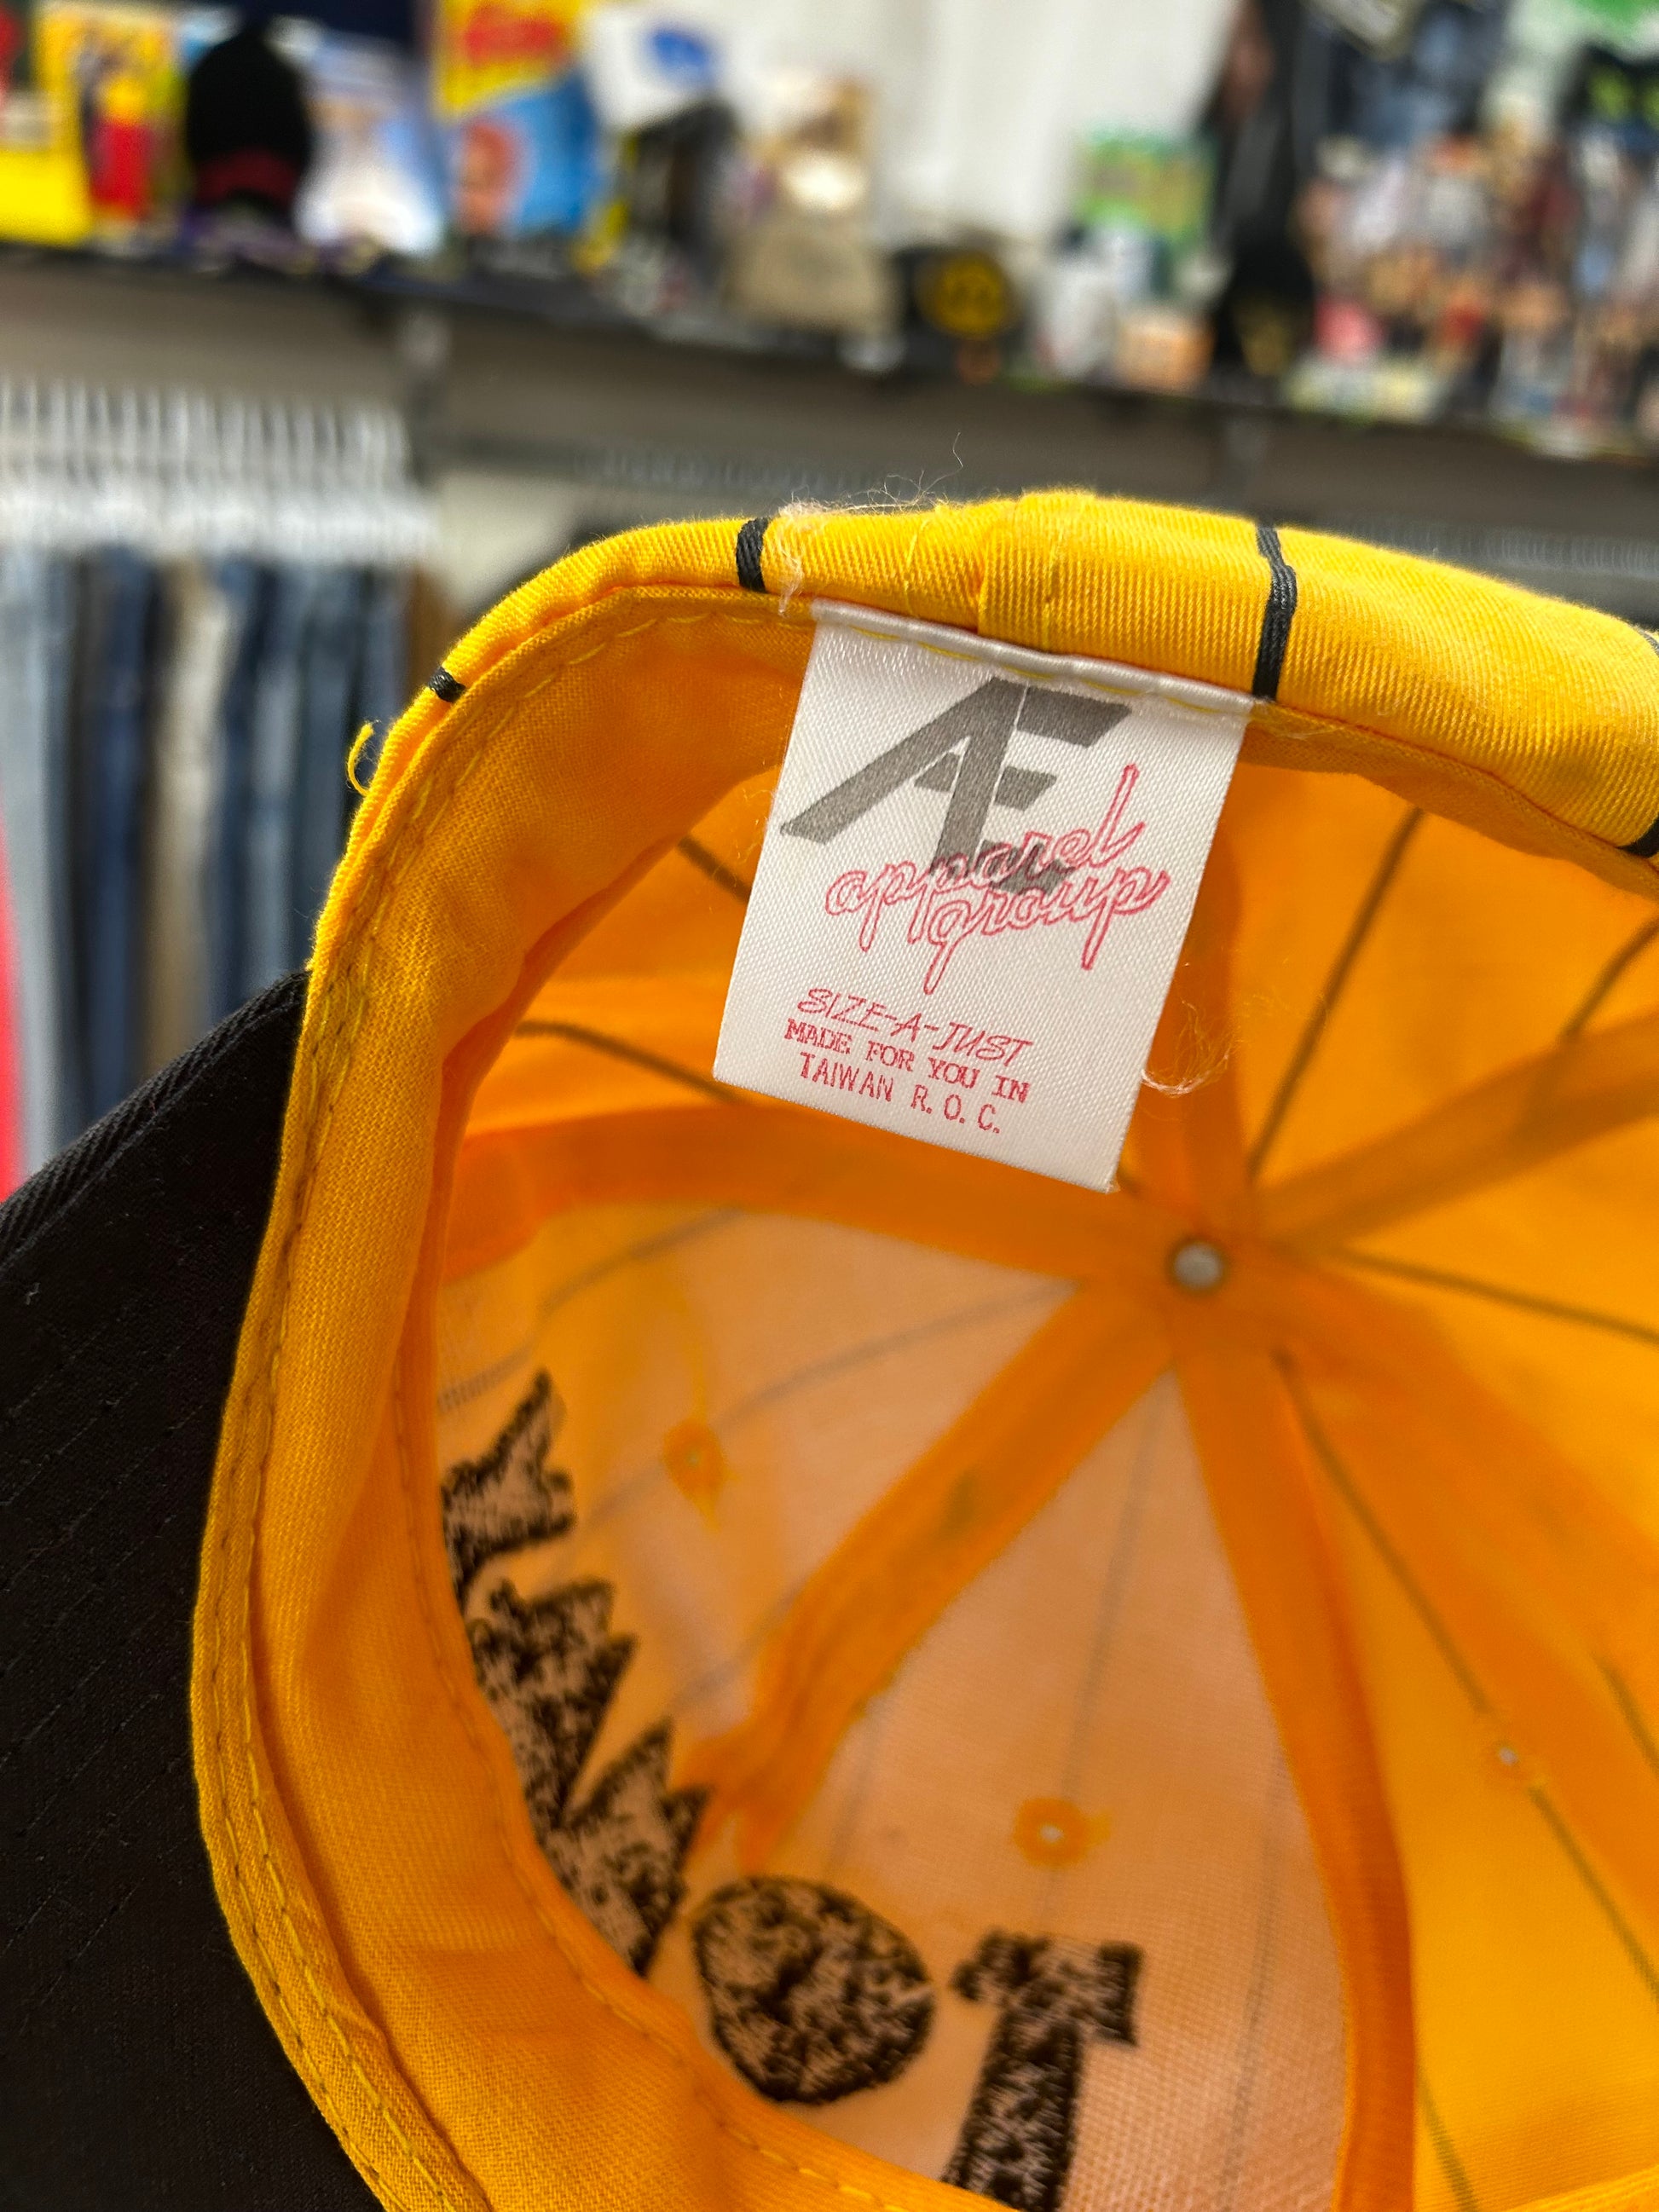 AE
apparel
group
SIZE-A-JUST
MADE FOR YOU IN
TAIWAN R.O.C.